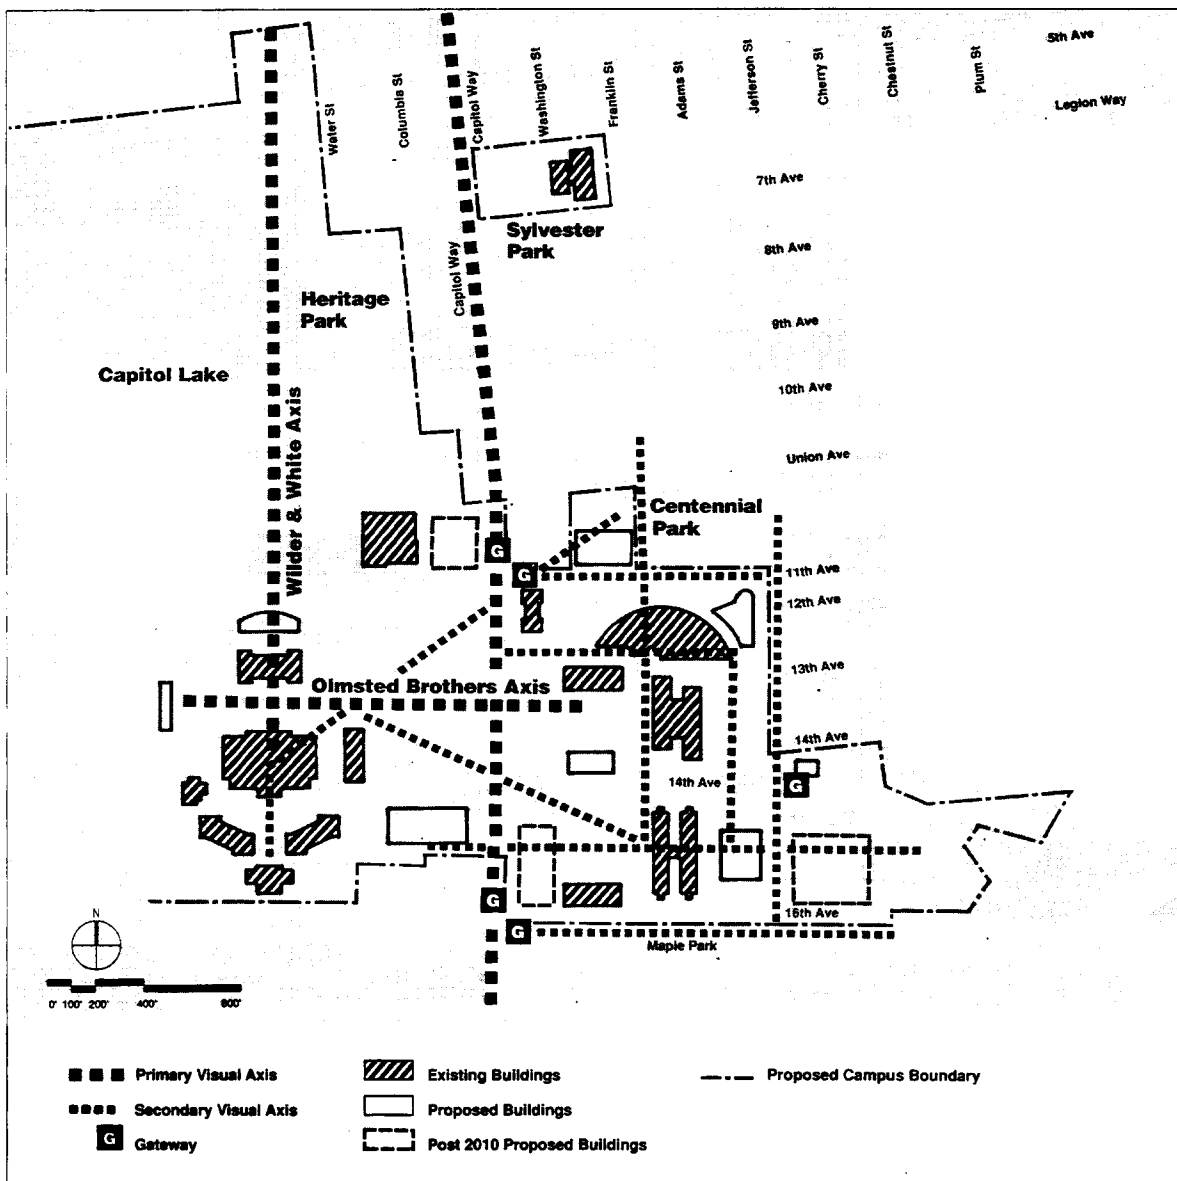 5th Ave
Legion Way
Water St
Columbia St
Capitol Way
Washington St
Franklin St
Adams St
Jefferson St
Cherry St
Chestnut St
Plum St
7th Ave
Sylvester
Park
8th Ave
Capitol Way
Heritage
Park
9th Ave
Capitol Lake
10th Ave
Wilder & White Axis
Union Ave
Centennial
Park
G
G
11th Ave
12th Ave
13th Ave
Olmsted Brothers Axis
14th Ave
14th Ave
G
G
16th Ave
G
Maple Park
N
0' 100' 200' 400' 800'
Primary Visual Axis
Existing Buildings
Proposed Campus Boundary
Secondary Visual Axis
Proposed Buildings
G Gateway
Post 2010 Proposed Buildings